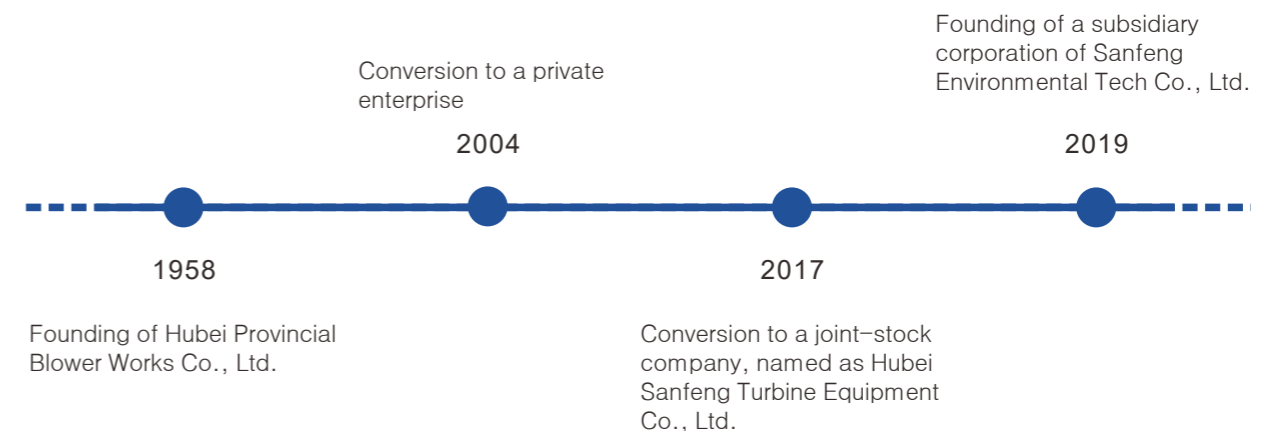 Founding of a subsidiary
corporation of Sanfeng
Environmental Tech Co., Ltd.
Conversion to a private
enterprise
2004
2019
1958
2017
Founding of Hubei Provincial
Blower Works Co., Ltd.
Conversion to a joint-stock
company, named as Hubei
Sanfeng Turbine Equipment
Co., Ltd.